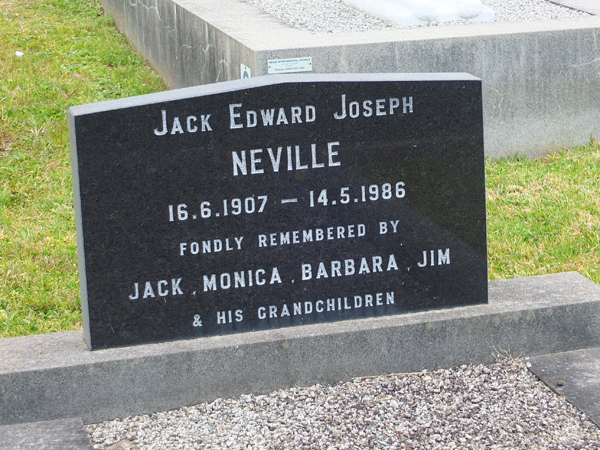 JACK EDWARD JOSEPH
NEVILLE
16.6.1907 — 14.5.1986
FONDLY REMEMBERED BY
JACK, MONICA, BARBARA, JIM
& HIS GRANDCHILDREN